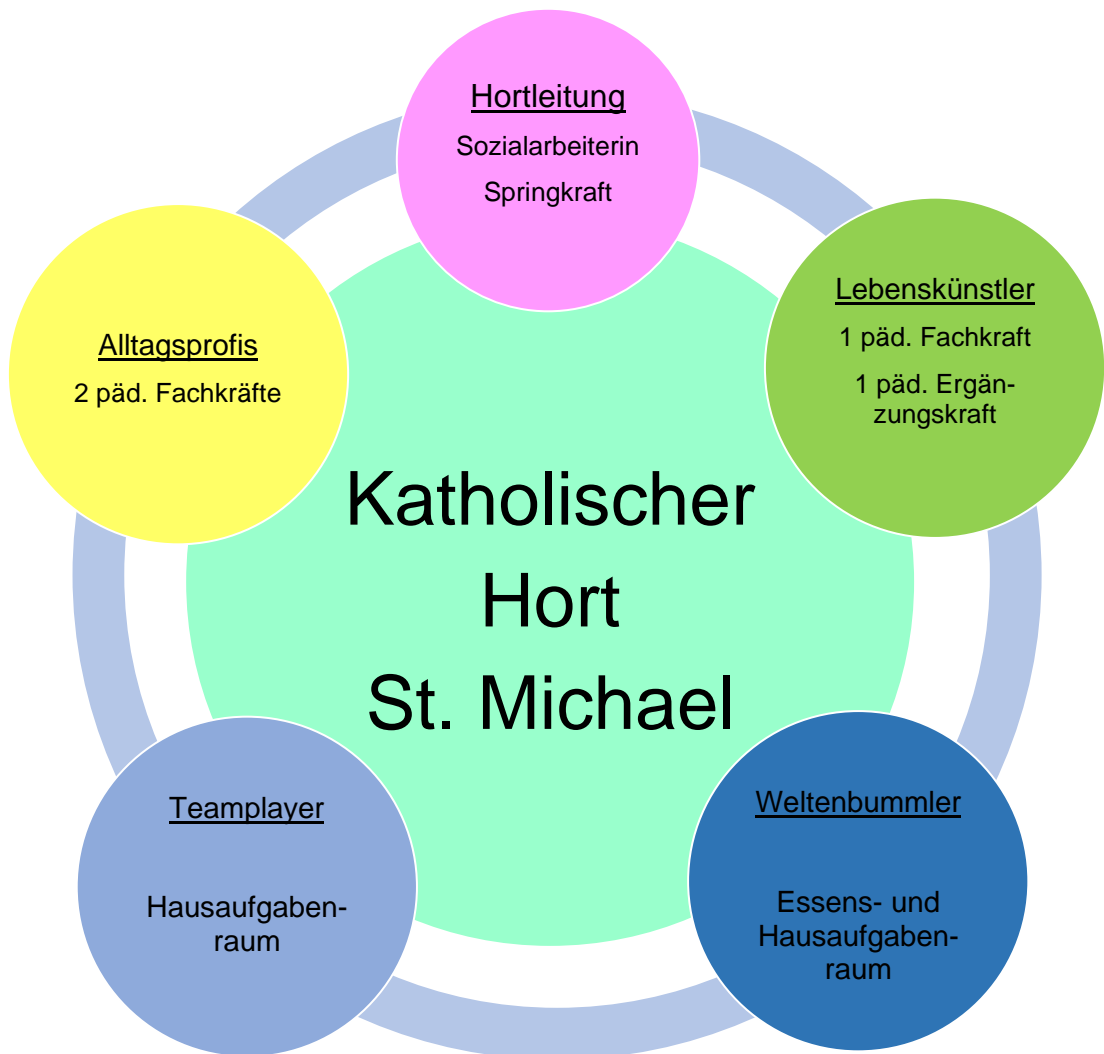 Hortleitung
Sozialarbeiterin
Springkraft
Lebenskünstler
1 päd. Fachkraft
1 päd. Ergän-
zungskraft
Alltagsprofis
2 päd. Fachkräfte
Katholischer
Hort
St. Michael
Teamplayer
Hausaufgaben-
raum
Weltenbummler
Essens- und
Hausaufgaben-
raum